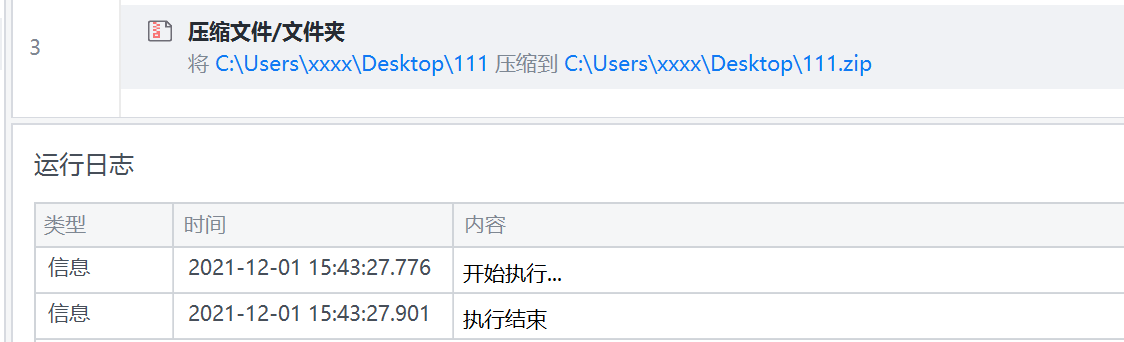 3
压缩文件/文件夹
将 C:\Users\xxxx\Desktop\111 压缩到 C:\Users\xxxx\Desktop\111.zip
运行日志
类型 时间 内容
信息 2021-12-01 15:43:27.776 开始执行...
信息 2021-12-01 15:43:27.901 执行结束